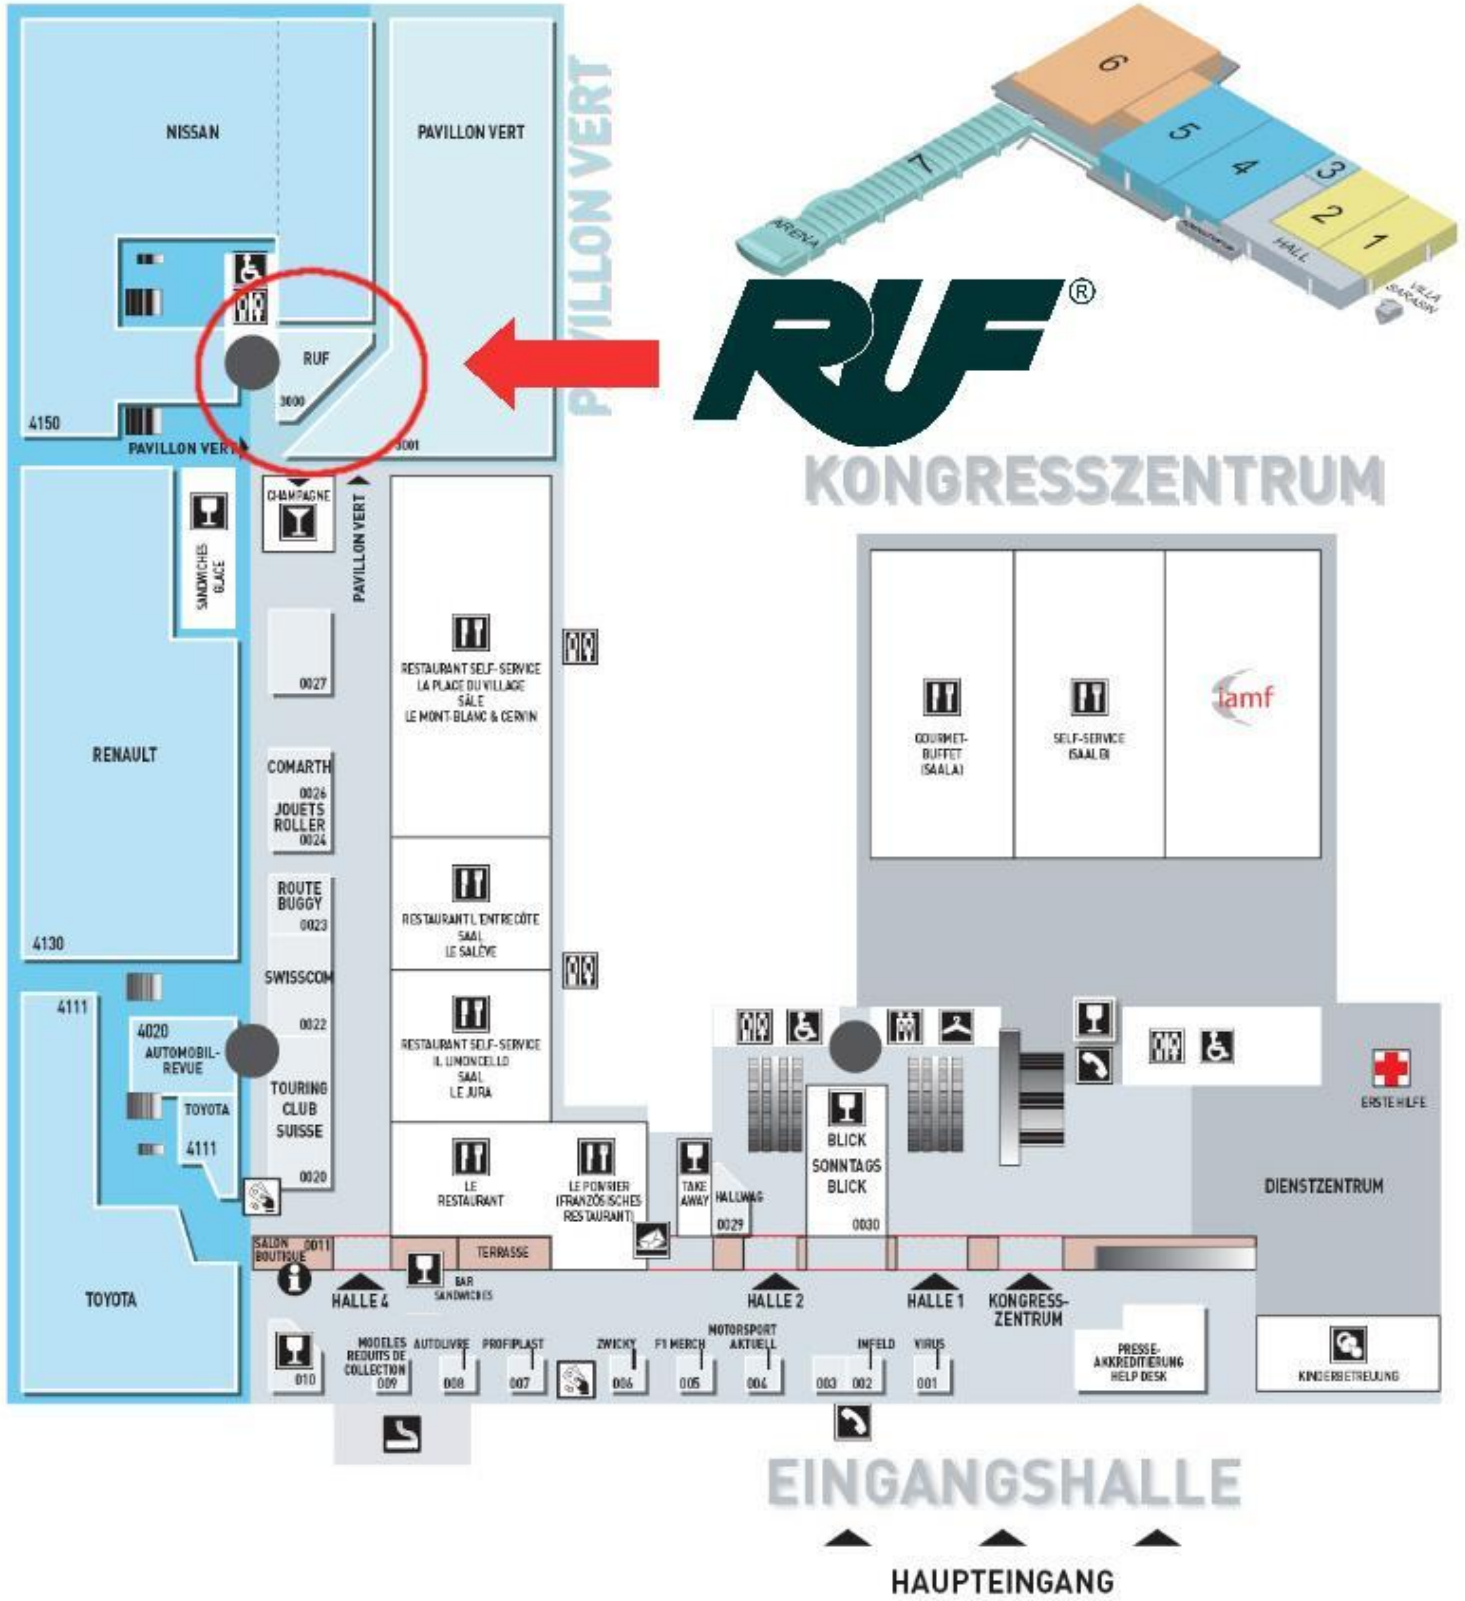 NISSAN
PAVILLON VERT
PAVILLON VERT
6
5
4
3
2
1
7
ARENA
HALL
VILLA
SARASIN
RUF®
RUF
3000
4150
3001
PAVILLON VERT
KONGRESSZENTRUM
CHAMPAGNE
PAVILLON VERT
SANDWICHES
GLACE
RESTAURANT SELF-SERVICE
LA PLACE DU VILLAGE
SÄLE
LE MONT-BLANC & CERVIN
0027
GOURMET-
BUFFET
(SAAL A)
SELF-SERVICE
(SAAL B)
iamf
RENAULT
4130
COMARTH
0026
JOUETS
ROLLER
0024
ROUTE
BUGGY
0023
RESTAURANT L'ENTRECÔTE
SAAL
LE SALÈVE
SWISSCOM
0022
4111
4020
AUTOMOBIL-
REVUE
RESTAURANT SELF-SERVICE
IL LIMONCELLO
SAAL
LE JURA
TOURING
CLUB
SUISSE
0020
TOYOTA
4111
LE
RESTAURANT
LE POIVRIER
(FRANZÖSISCHES
RESTAURANT)
TAKE
AWAY
HALLWAG
0029
BLICK
SONNTAGS
BLICK
0030
ERSTE HILFE
DIENSTZENTRUM
SALON
BOUTIQUE
0011
TERRASSE
BAR
SANDWICHES
TOYOTA
HALLE 4
HALLE 2
HALLE 1
KONGRESS-
ZENTRUM
010
MODELES
REDUITS DE
COLLECTION
009
AUTOLIVRE
008
PROFIPLAST
007
ZWICKY
006
F1 MERCH
005
MOTORSPORT
AKTUELL
004
003
IMFELD
002
VIRUS
001
PRESSE-
AKKREDITIERUNG
HELP DESK
KINDERBETREUUNG
EINGANGSHALLE
HAUPTEINGANG